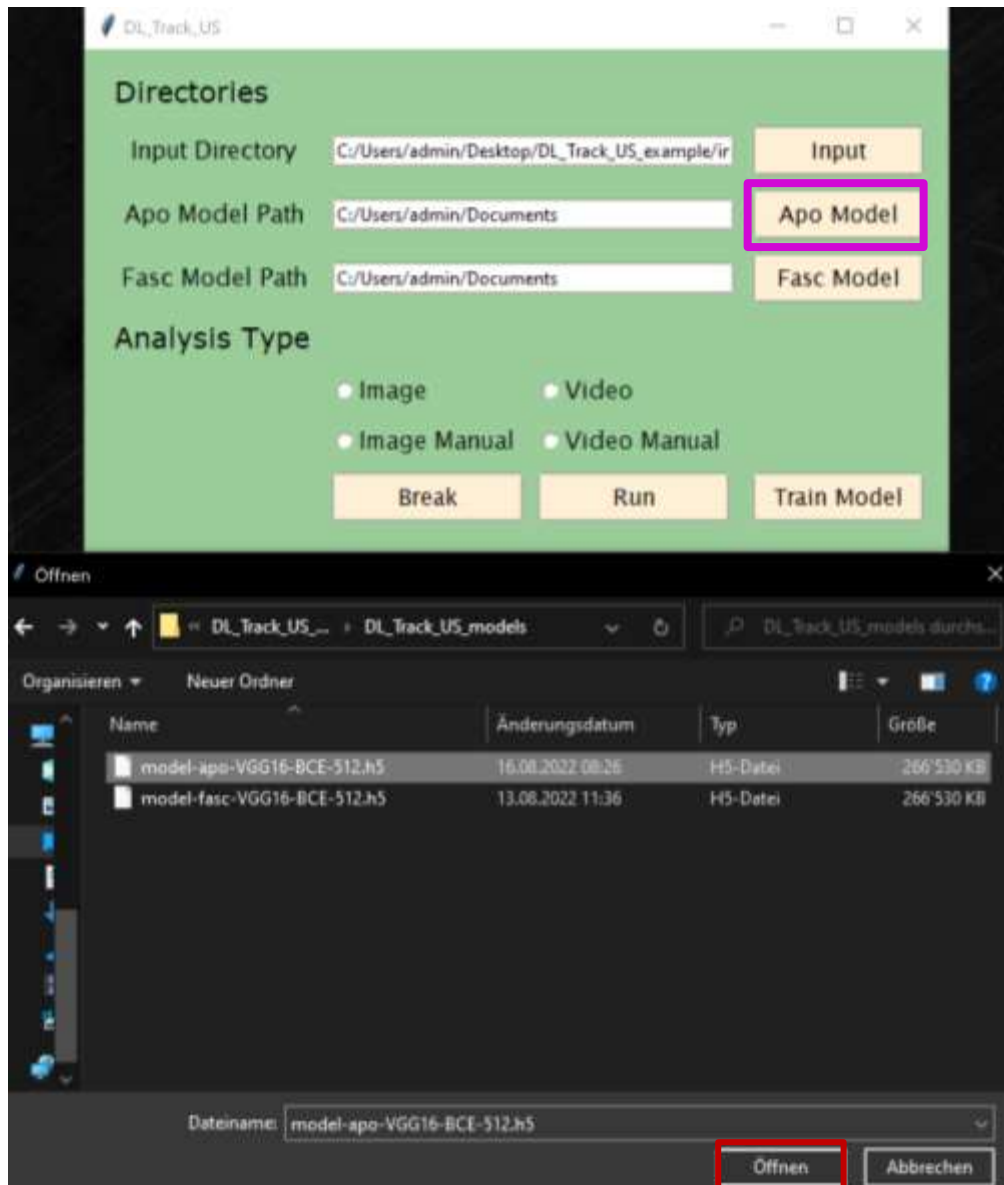 DL_Track_US
Directories
Input Directory C:/Users/admin/Desktop/DL_Track_US_example/ir Input
Apo Model Path C:/Users/admin/Documents Apo Model
Fasc Model Path C:/Users/admin/Documents Fasc Model
Analysis Type
Image Video
Image Manual Video Manual
Break Run Train Model
Öffnen
« DL_Track_US_... › DL_Track_US_models DL_Track_US_models durchs...
Organisieren Neuer Ordner
Name Änderungsdatum Typ Größe
model-apo-VGG16-BCE-512.h5 16.08.2022 08:26 H5-Datei 266'530 KB
model-fasc-VGG16-BCE-512.h5 13.08.2022 11:36 H5-Datei 266'530 KB
Dateiname: model-apo-VGG16-BCE-512.h5
Öffnen Abbrechen